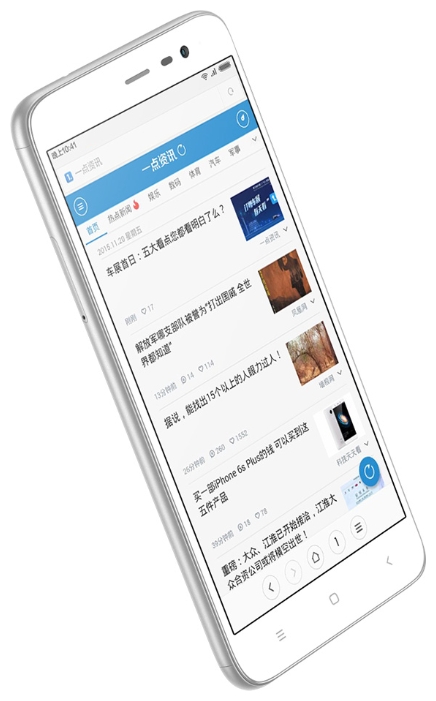 晚上10:41
一点资讯
一点资讯
首页 热点新闻 娱乐 数码 体育 汽车 军事
2015.11.20 星期五
车展首日：五大看点您都看明白了么？
刚刚 17 一点资讯
解放军哪支部队被誉为“打出国威 全世
界都知道”
13分钟前 14 114 凤凰网
据说，能找出15个以上的人眼力过人！
26分钟前 260 1552
买一部iPhone 6s Plus的钱 可以买到这
五件产品
39分钟前 18 78 科技天天看
重磅：大众、江淮已开始接洽，江淮大
众合资公司或将横空出世！
1